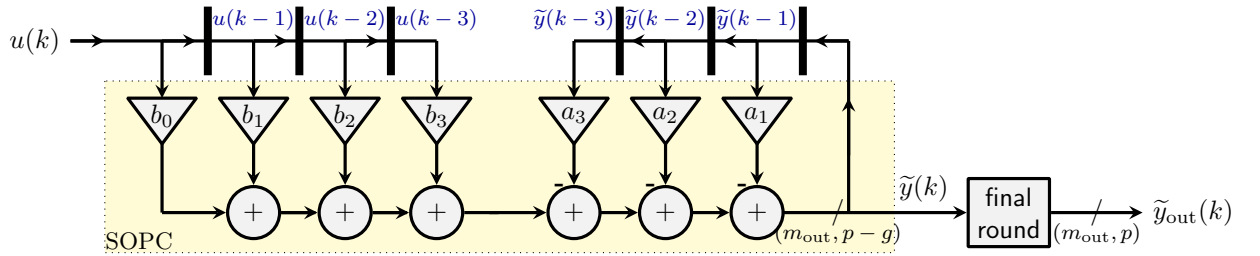 u(k) u(k − 1) u(k − 2) u(k − 3) ỹ(k − 3) ỹ(k − 2) ỹ(k − 1)
b₀ b₁ b₂ b₃ a₃ a₂ a₁
- - -
+ + + + + +
ỹ(k)
final
round
ỹout(k)
SOPC
(mout, p − g)
(mout, p)